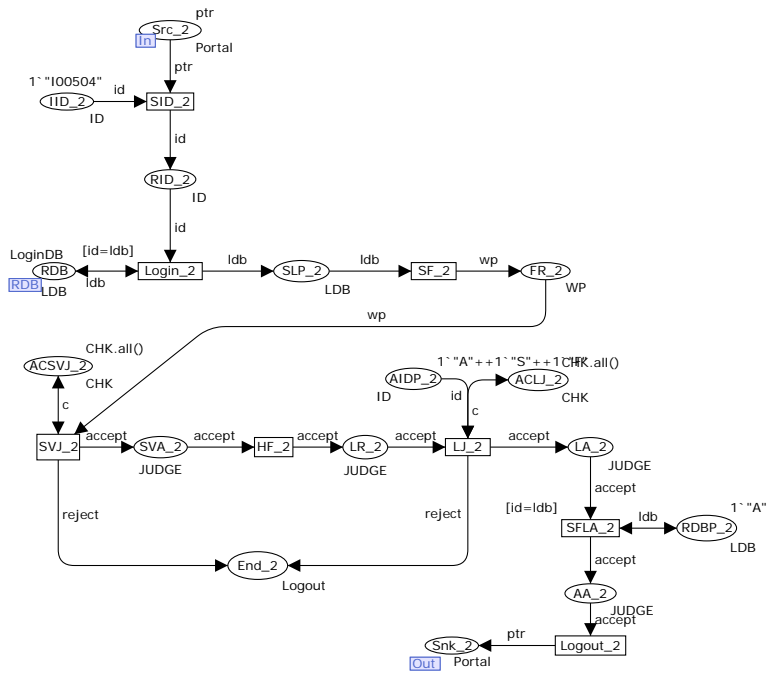 ptr
Src_2
In
Portal
ptr
1`"I00504"
id
IID_2
SID_2
ID
id
RID_2
ID
id
LoginDB
[id=ldb]
RDB
Login_2
ldb
SLP_2
ldb
SF_2
wp
FR_2
RDB
LDB
ldb
LDB
WP
wp
CHK.all()
ACSVJ_2
CHK
c
1`"A"++1`"S"++1`"F"
CHK.all()
AIDP_2
ACLJ_2
ID
id
CHK
c
SVJ_2
accept
SVA_2
accept
HF_2
accept
LR_2
accept
LJ_2
accept
LA_2
JUDGE
JUDGE
JUDGE
accept
reject
reject
[id=ldb]
1`"A"
SFLA_2
ldb
RDBP_2
LDB
accept
End_2
Logout
AA_2
JUDGE
accept
Snk_2
ptr
Logout_2
Out
Portal